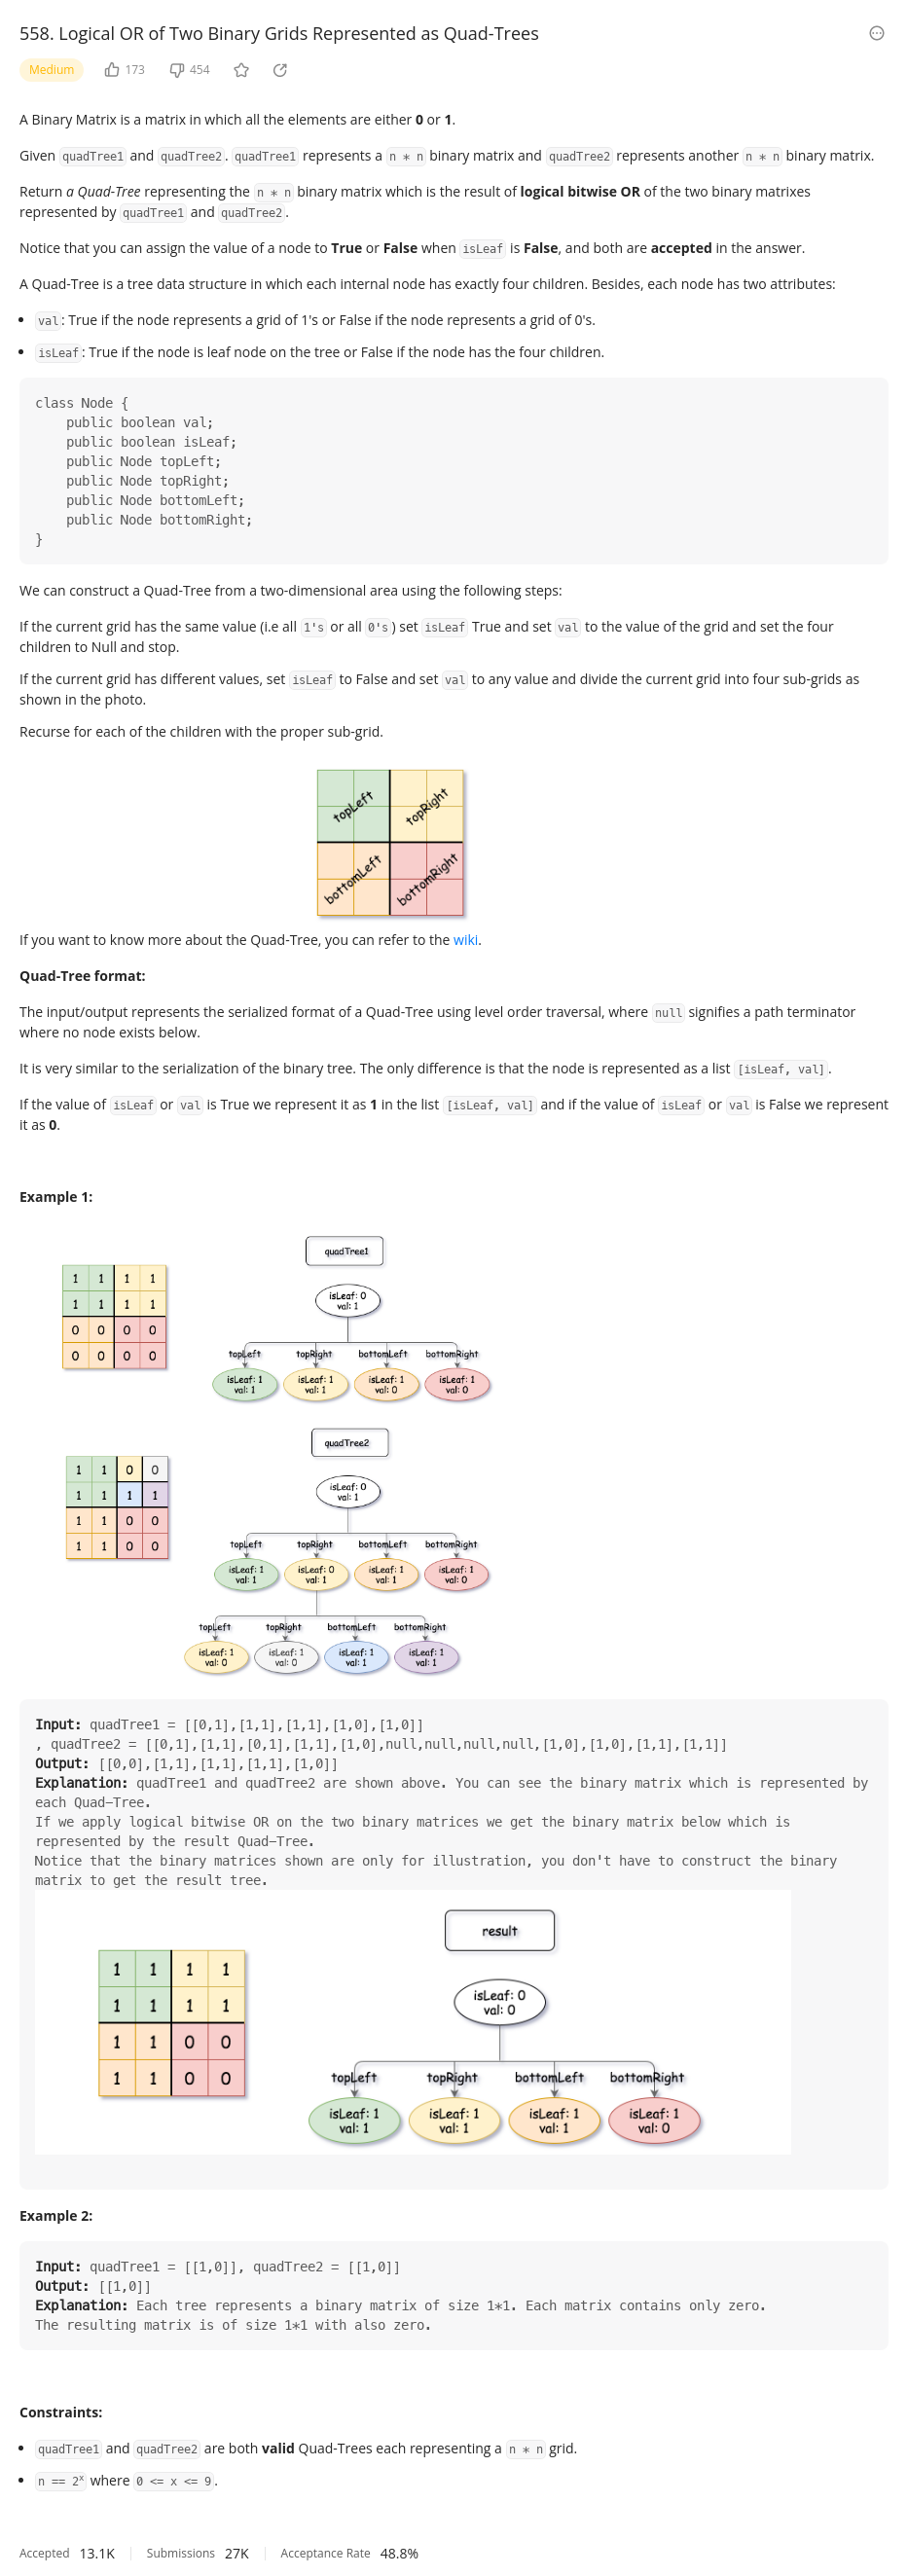 558. Logical OR of Two Binary Grids Represented as Quad-Trees
Medium 173 454
A Binary Matrix is a matrix in which all the elements are either 0 or 1.
Given quadTree1 and quadTree2. quadTree1 represents a n * n binary matrix and quadTree2 represents another n * n binary matrix.
Return a Quad-Tree representing the n * n binary matrix which is the result of logical bitwise OR of the two binary matrixes
represented by quadTree1 and quadTree2.
Notice that you can assign the value of a node to True or False when isLeaf is False, and both are accepted in the answer.
A Quad-Tree is a tree data structure in which each internal node has exactly four children. Besides, each node has two attributes:
• val: True if the node represents a grid of 1's or False if the node represents a grid of 0's.
• isLeaf: True if the node is leaf node on the tree or False if the node has the four children.
class Node {
    public boolean val;
    public boolean isLeaf;
    public Node topLeft;
    public Node topRight;
    public Node bottomLeft;
    public Node bottomRight;
}
We can construct a Quad-Tree from a two-dimensional area using the following steps:
If the current grid has the same value (i.e all 1's or all 0's) set isLeaf True and set val to the value of the grid and set the four
children to Null and stop.
If the current grid has different values, set isLeaf to False and set val to any value and divide the current grid into four sub-grids as
shown in the photo.
Recurse for each of the children with the proper sub-grid.
topLeft topRight
bottomLeft bottomRight
If you want to know more about the Quad-Tree, you can refer to the wiki.
Quad-Tree format:
The input/output represents the serialized format of a Quad-Tree using level order traversal, where null signifies a path terminator
where no node exists below.
It is very similar to the serialization of the binary tree. The only difference is that the node is represented as a list [isLeaf, val].
If the value of isLeaf or val is True we represent it as 1 in the list [isLeaf, val] and if the value of isLeaf or val is False we represent
it as 0.
Example 1:
quadTree1
1 1 1 1
1 1 1 1
0 0 0 0
0 0 0 0
isLeaf: 0
val: 1
topLeft topRight bottomLeft bottomRight
isLeaf: 1 isLeaf: 1 isLeaf: 1 isLeaf: 1
val: 1 val: 1 val: 0 val: 0
quadTree2
1 1 0 0
1 1 1 1
1 1 0 0
1 1 0 0
isLeaf: 0
val: 1
topLeft topRight bottomLeft bottomRight
isLeaf: 1 isLeaf: 0 isLeaf: 1 isLeaf: 1
val: 1 val: 1 val: 1 val: 0
topLeft topRight bottomLeft bottomRight
isLeaf: 1 isLeaf: 1 isLeaf: 1 isLeaf: 1
val: 0 val: 0 val: 1 val: 1
Input: quadTree1 = [[0,1],[1,1],[1,1],[1,0],[1,0]]
, quadTree2 = [[0,1],[1,1],[0,1],[1,1],[1,0],null,null,null,null,[1,0],[1,0],[1,1],[1,1]]
Output: [[0,0],[1,1],[1,1],[1,1],[1,0]]
Explanation: quadTree1 and quadTree2 are shown above. You can see the binary matrix which is represented by
each Quad-Tree.
If we apply logical bitwise OR on the two binary matrices we get the binary matrix below which is
represented by the result Quad-Tree.
Notice that the binary matrices shown are only for illustration, you don't have to construct the binary
matrix to get the result tree.
result
1 1 1 1
1 1 1 1
1 1 0 0
1 1 0 0
isLeaf: 0
val: 0
topLeft topRight bottomLeft bottomRight
isLeaf: 1 isLeaf: 1 isLeaf: 1 isLeaf: 1
val: 1 val: 1 val: 1 val: 0
Example 2:
Input: quadTree1 = [[1,0]], quadTree2 = [[1,0]]
Output: [[1,0]]
Explanation: Each tree represents a binary matrix of size 1*1. Each matrix contains only zero.
The resulting matrix is of size 1*1 with also zero.
Constraints:
• quadTree1 and quadTree2 are both valid Quad-Trees each representing a n * n grid.
• n == 2ˣ where 0 <= x <= 9.
Accepted 13.1K Submissions 27K Acceptance Rate 48.8%